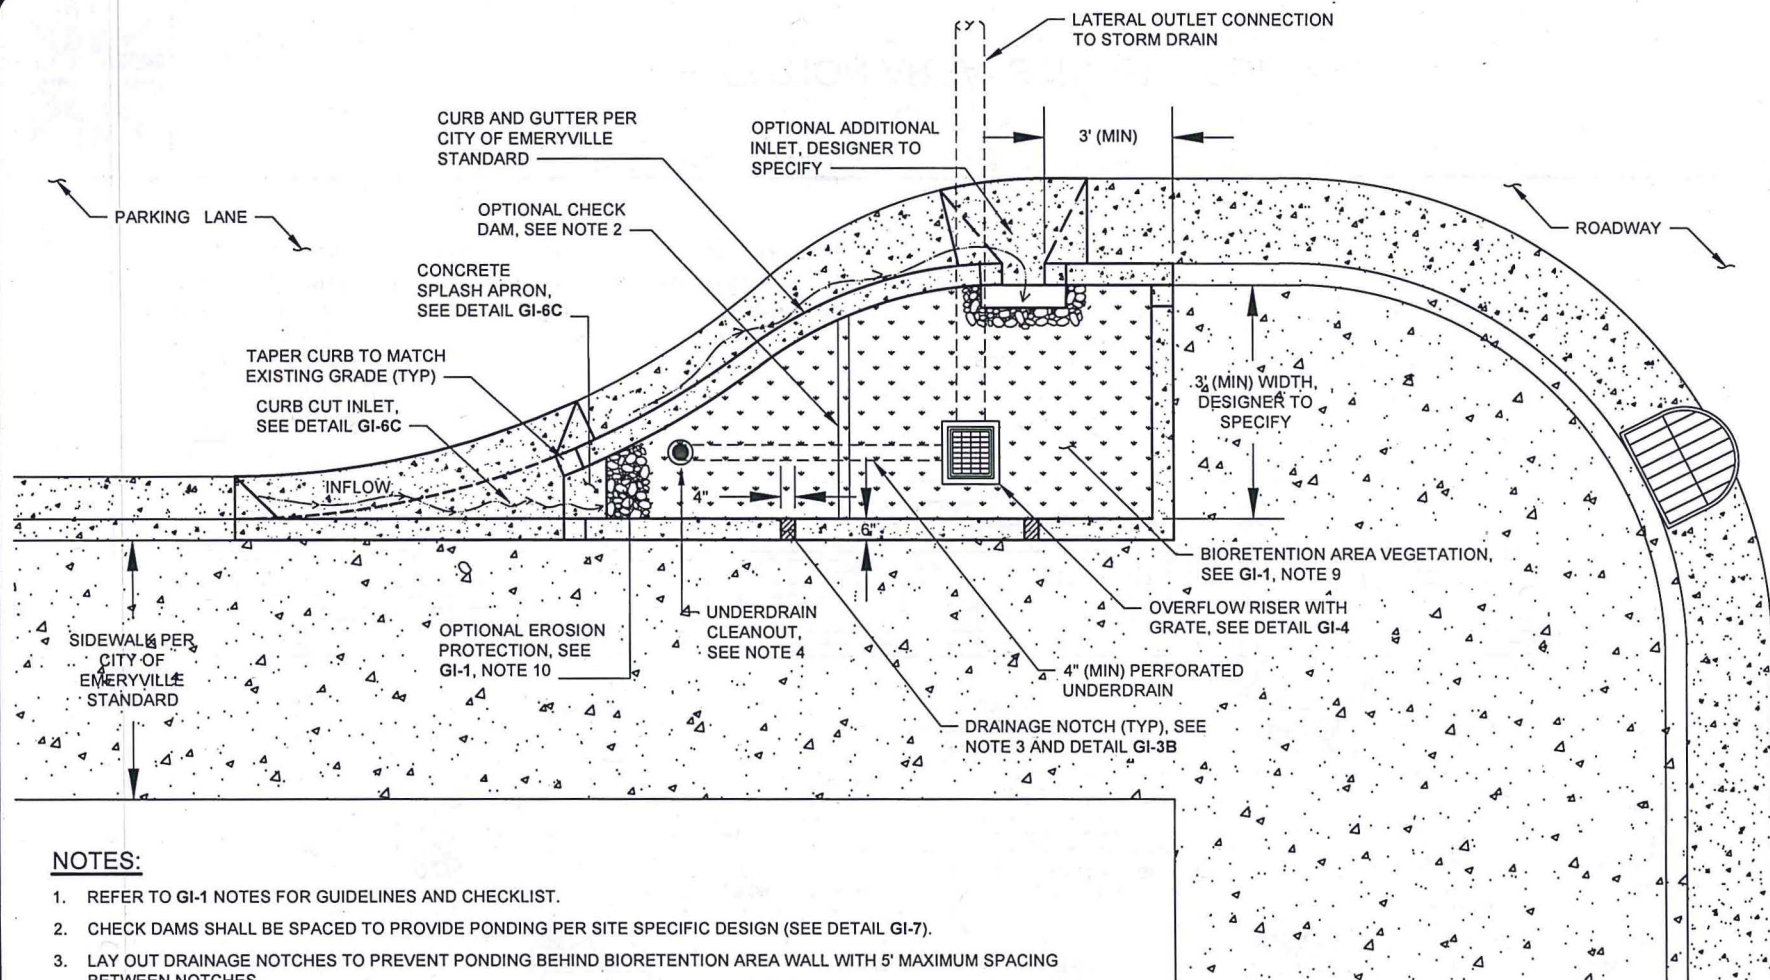 LATERAL OUTLET CONNECTION
TO STORM DRAIN
CURB AND GUTTER PER
CITY OF EMERYVILLE
STANDARD
OPTIONAL ADDITIONAL
INLET, DESIGNER TO
SPECIFY
3' (MIN)
PARKING LANE
OPTIONAL CHECK
DAM, SEE NOTE 2
ROADWAY
CONCRETE
SPLASH APRON,
SEE DETAIL GI-6C
TAPER CURB TO MATCH
EXISTING GRADE (TYP)
CURB CUT INLET,
SEE DETAIL GI-6C
3' (MIN) WIDTH,
DESIGNER TO
SPECIFY
INFLOW
4"
6"
BIORETENTION AREA VEGETATION,
SEE GI-1, NOTE 9
OVERFLOW RISER WITH
GRATE, SEE DETAIL GI-4
SIDEWALK PER
CITY OF
EMERYVILLE
STANDARD
OPTIONAL EROSION
PROTECTION, SEE
GI-1, NOTE 10
UNDERDRAIN
CLEANOUT,
SEE NOTE 4
4" (MIN) PERFORATED
UNDERDRAIN
DRAINAGE NOTCH (TYP), SEE
NOTE 3 AND DETAIL GI-3B
NOTES:
1. REFER TO GI-1 NOTES FOR GUIDELINES AND CHECKLIST.
2. CHECK DAMS SHALL BE SPACED TO PROVIDE PONDING PER SITE SPECIFIC DESIGN (SEE DETAIL GI-7).
3. LAY OUT DRAINAGE NOTCHES TO PREVENT PONDING BEHIND BIORETENTION AREA WALL WITH 5' MAXIMUM SPACING
BETWEEN NOTCHES.